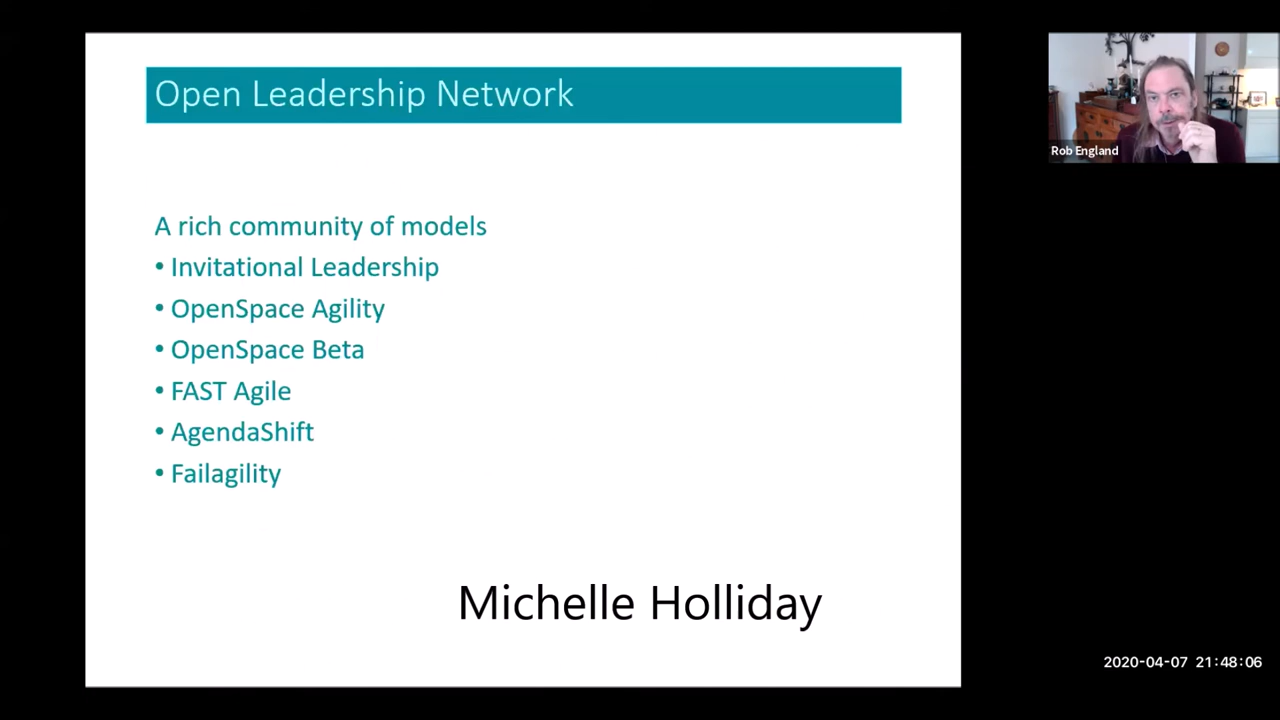 Open Leadership Network
A rich community of models
• Invitational Leadership
• OpenSpace Agility
• OpenSpace Beta
• FAST Agile
• AgendaShift
• Failagility
Michelle Holliday
Rob England
2020-04-07 21:48:06